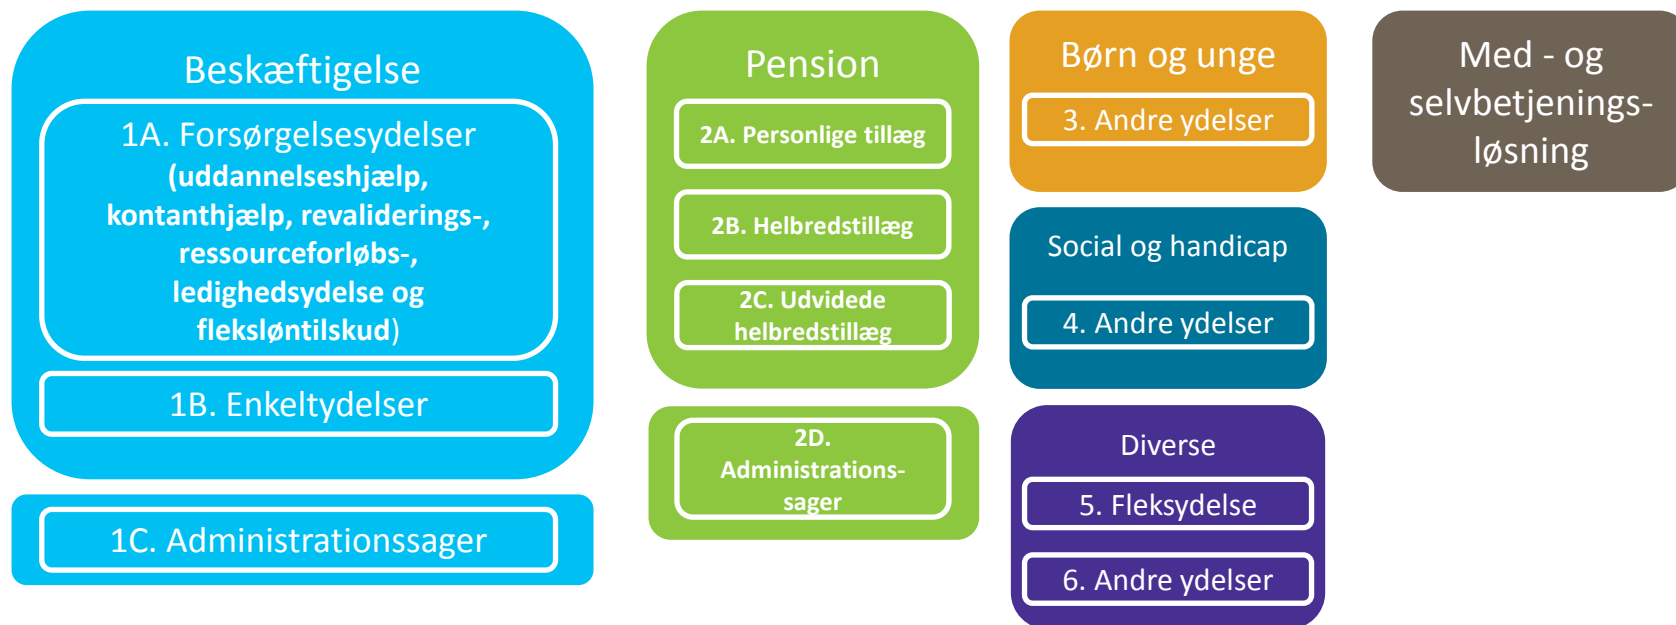 Beskæftigelse
1A. Forsørgelsesydelser
(uddannelseshjælp,
kontanthjælp, revaliderings-,
ressourceforløbs-,
ledighedsydelse og
fleksløntilskud)
1B. Enkeltydelser
1C. Administrationssager
Pension
2A. Personlige tillæg
2B. Helbredstillæg
2C. Udvidede
helbredstillæg
2D.
Administrations-
sager
Børn og unge
3. Andre ydelser
Social og handicap
4. Andre ydelser
Diverse
5. Fleksydelse
6. Andre ydelser
Med - og
selvbetjenings-
løsning